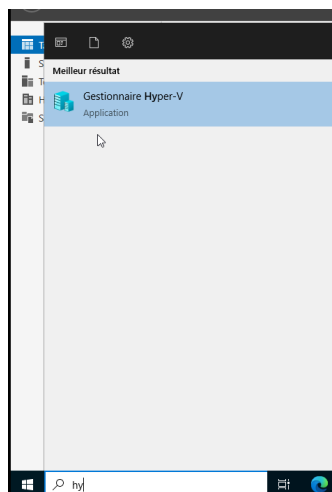 T
S
T
H
S
Meilleur résultat
Gestionnaire Hyper-V
Application
hy